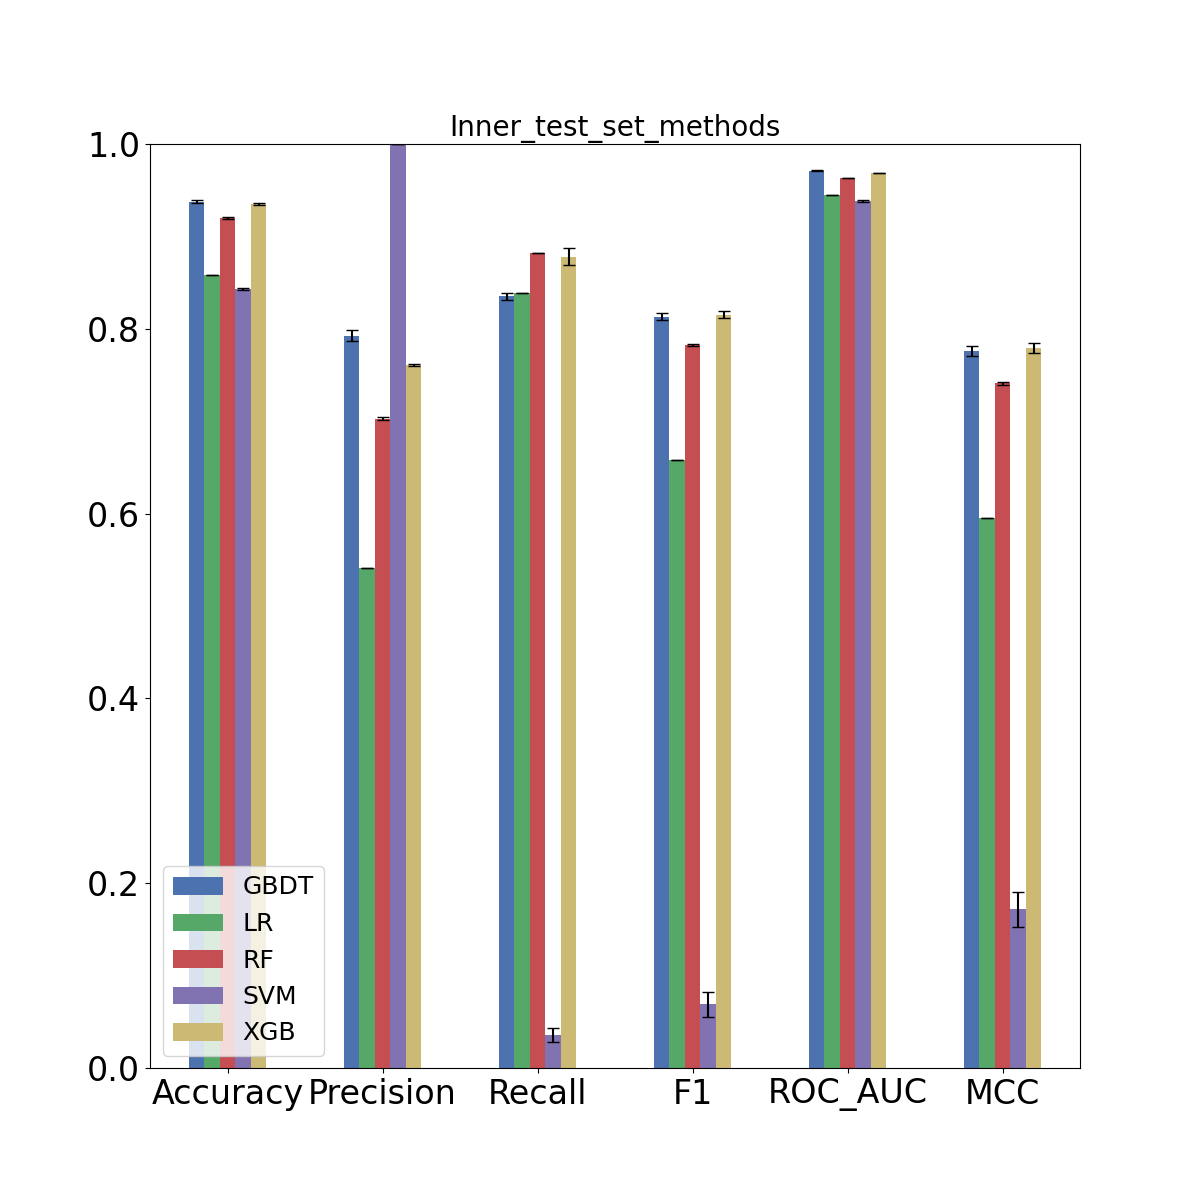 Inner_test_set_methods
1.0
0.8
0.6
0.4
0.2
0.0
GBDT
LR
RF
SVM
XGB
Accuracy Precision Recall F1 ROC_AUC MCC